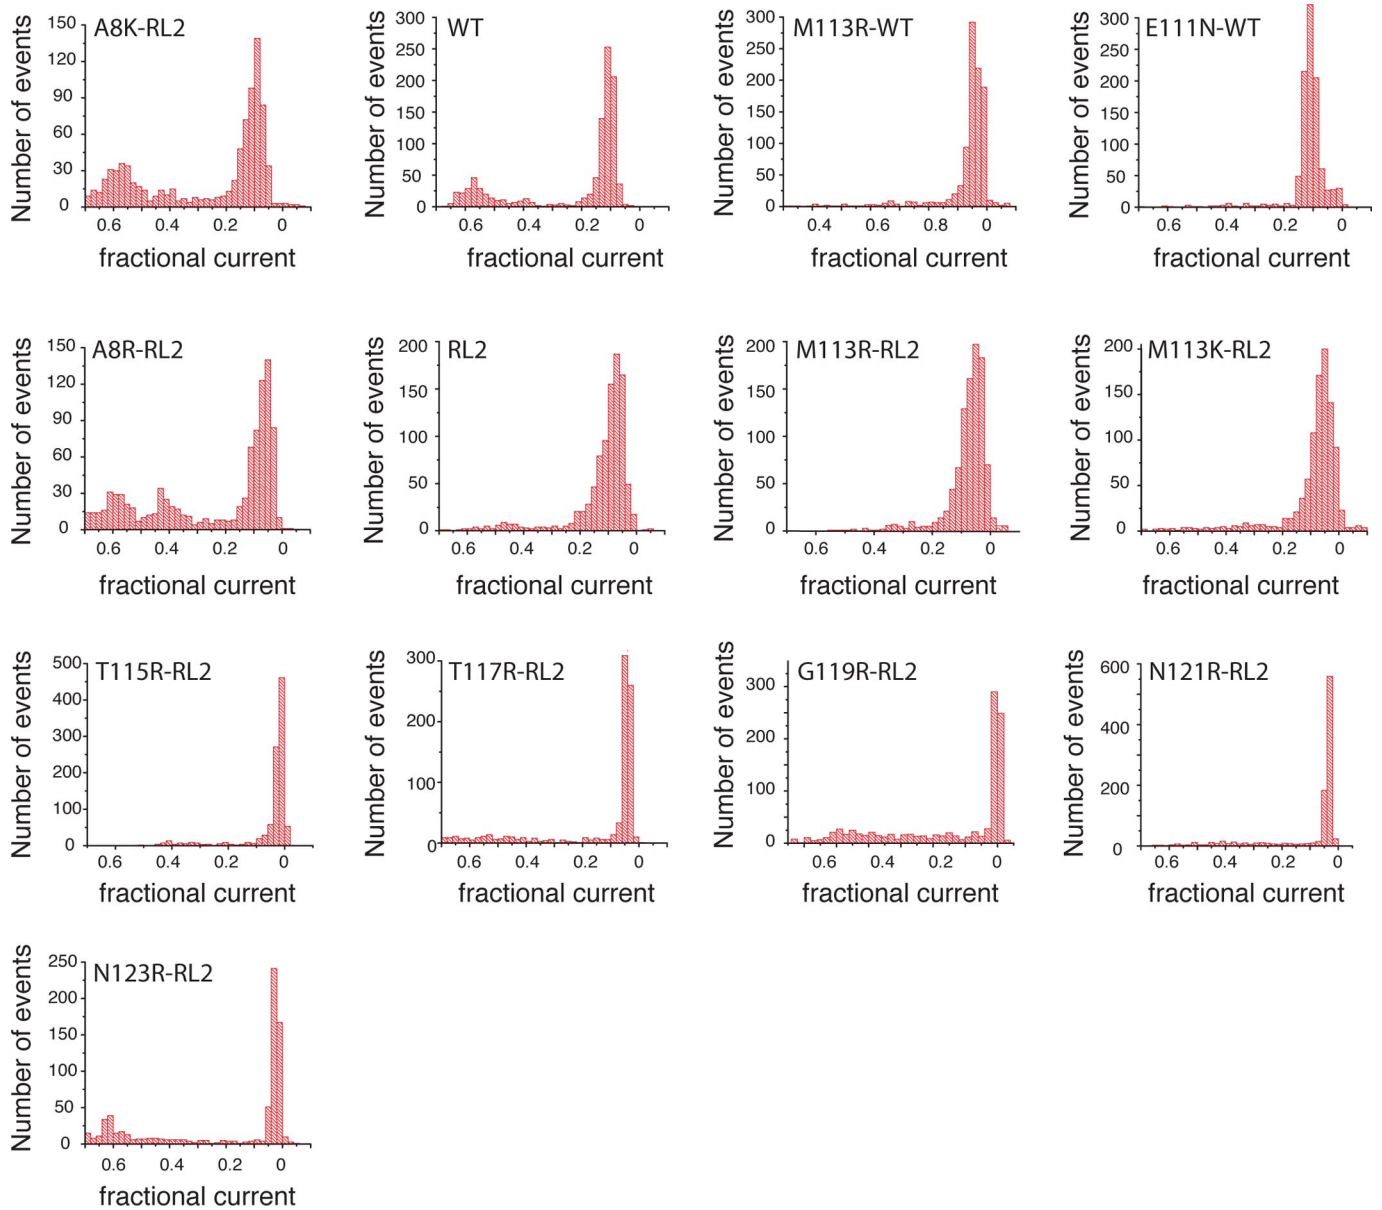 A8K-RL2
Number of events
150
120
90
60
30
0
0.6 0.4 0.2 0
fractional current
WT
Number of events
300
250
200
150
100
50
0
0.6 0.4 0.2 0
fractional current
M113R-WT
Number of events
300
250
200
150
100
50
0
0.4 0.6 0.8 0
fractional current
E111N-WT
Number of events
300
250
200
150
100
50
0
0.6 0.4 0.2 0
fractional current
A8R-RL2
Number of events
150
120
90
60
30
0
0.6 0.4 0.2 0
fractional current
RL2
Number of events
200
150
100
50
0
0.6 0.4 0.2 0
fractional current
M113R-RL2
Number of events
200
150
100
50
0
0.6 0.4 0.2 0
fractional current
M113K-RL2
Number of events
200
150
100
50
0
0.6 0.4 0.2 0
fractional current
T115R-RL2
Number of events
500
400
300
200
100
0
0.6 0.4 0.2 0
fractional current
T117R-RL2
Number of events
300
200
100
0
0.6 0.4 0.2 0
fractional current
G119R-RL2
Number of events
300
200
200
100
50
0
0.6 0.4 0.2 0
fractional current
N121R-RL2
Number of events
600
400
200
0
0.6 0.4 0.2 0
fractional current
N123R-RL2
Number of events
250
200
150
100
50
0
0.6 0.4 0.2 0
fractional current